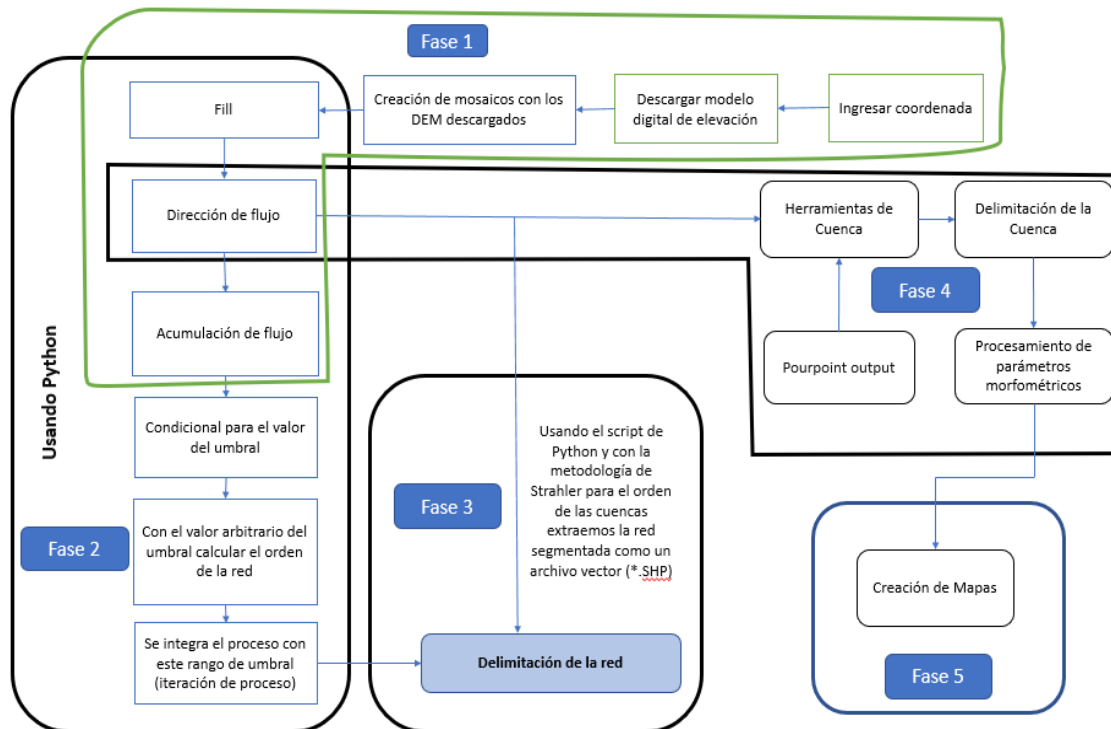 Fase 1
Fill
Creación de mosaicos con los
DEM descargados
Descargar modelo
digital de elevación
Ingresar coordenada
Dirección de flujo
Herramientas de
Cuenca
Delimitación de la
Cuenca
Fase 4
Acumulación de flujo
Pourpoint output
Procesamiento de
parámetros
morfométricos
Usando Python
Condicional para el valor
del umbral
Fase 2
Con el valor arbitrario del
umbral calcular el orden
de la red
Se integra el proceso con
este rango de umbral
(iteración de proceso)
Fase 3
Usando el script de
Python y con la
metodología de
Strahler para el orden
de las cuencas
extraemos la red
segmentada como un
archivo vector (*.SHP)
Delimitación de la red
Creación de Mapas
Fase 5